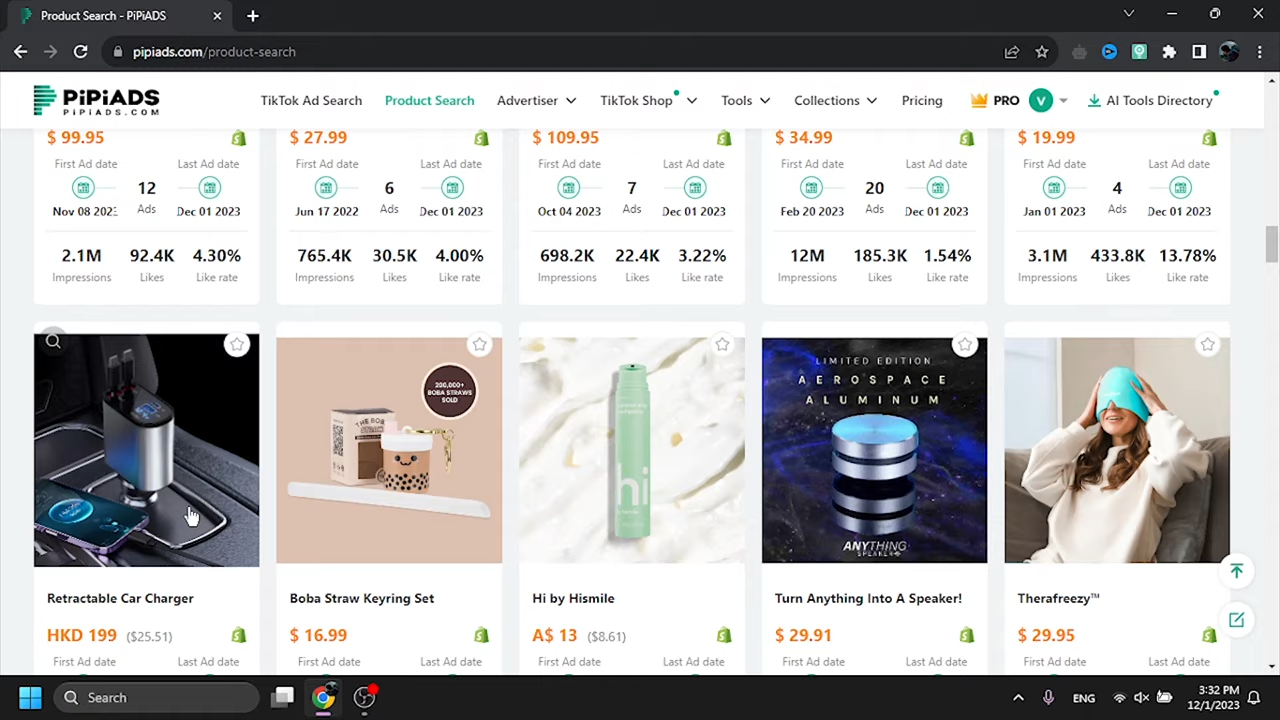 Product Search - PiPiADS
pipiads.com/product-search
PiPiADS
PIPIADS.COM
TikTok Ad Search Product Search Advertiser TikTok Shop Tools Collections Pricing PRO V AI Tools Directory
$ 99.95 $ 27.99 $ 109.95 $ 34.99 $ 19.99
First Ad date Last Ad date First Ad date Last Ad date First Ad date Last Ad date First Ad date Last Ad date First Ad date Last Ad date
12 6 7 20 4
Nov 08 202 Ads Dec 01 2023 Jun 17 2022 Ads Dec 01 2023 Oct 04 2023 Ads Dec 01 2023 Feb 20 2023 Ads Dec 01 2023 Jan 01 2023 Ads Dec 01 2023
2.1M 92.4K 4.30% 765.4K 30.5K 4.00% 698.2K 22.4K 3.22% 12M 185.3K 1.54% 3.1M 433.8K 13.78%
Impressions Likes Like rate Impressions Likes Like rate Impressions Likes Like rate Impressions Likes Like rate Impressions Likes Like rate
200,000+
BOBA STRAWS
SOLD
THE BOBA
hi
LIMITED EDITION
AEROSPACE
ALUMINUM
ANYTHING
SPEAKER
Retractable Car Charger Boba Straw Keyring Set Hi by Hismile Turn Anything Into A Speaker! Therafreezy™
HKD 199 ($25.51) $ 16.99 A$ 13 ($8.61) $ 29.91 $ 29.95
First Ad date Last Ad date First Ad date Last Ad date First Ad date Last Ad date First Ad date Last Ad date First Ad date Last Ad date
Search ENG 3:32 PM
12/1/2023